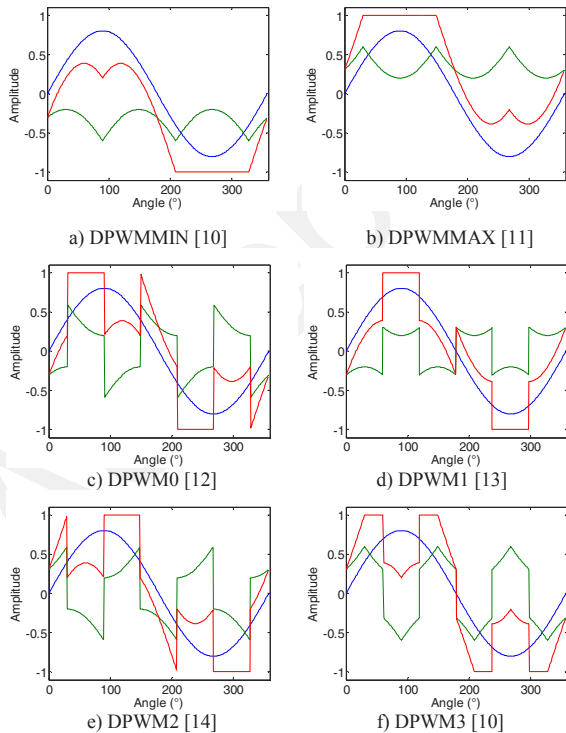 1
0.5
0
-0.5
-1
Amplitude
0 100 200 300
Angle (°)
a) DPWMMIN [10]
1
0.5
0
-0.5
-1
Amplitude
0 100 200 300
Angle (°)
b) DPWMMAX [11]
1
0.5
0
-0.5
-1
Amplitude
0 100 200 300
Angle (°)
c) DPWM0 [12]
1
0.5
0
-0.5
-1
Amplitude
0 100 200 300
Angle (°)
d) DPWM1 [13]
1
0.5
0
-0.5
-1
Amplitude
0 100 200 300
Angle (°)
e) DPWM2 [14]
1
0.5
0
-0.5
-1
Amplitude
0 100 200 300
Angle (°)
f) DPWM3 [10]